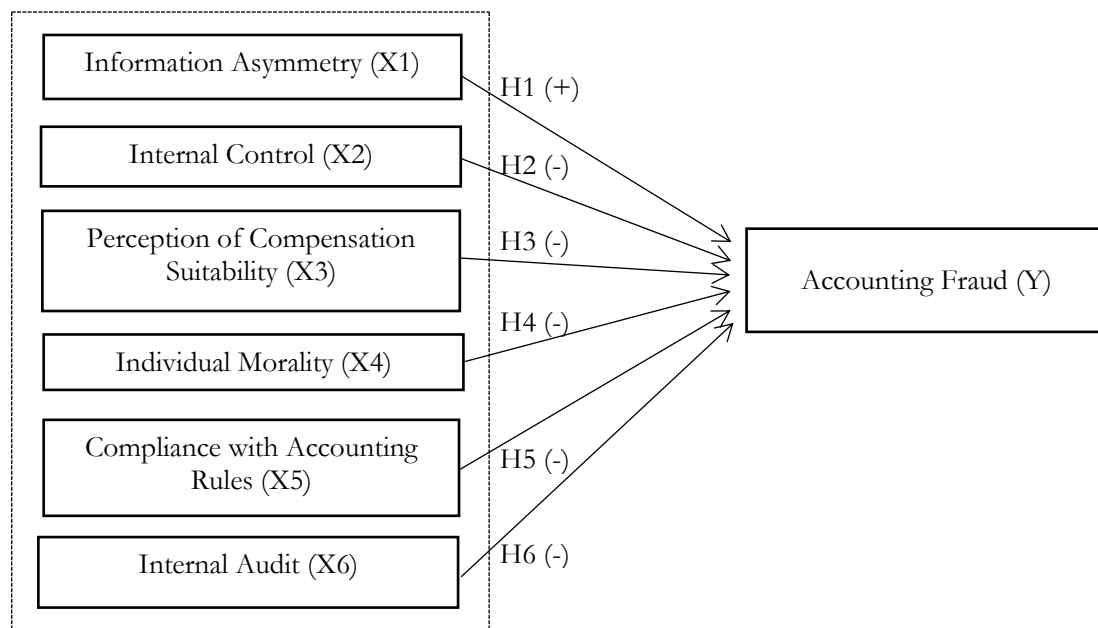 Information Asymmetry (X1)
H1 (+)
Internal Control (X2)
H2 (-)
Perception of Compensation
Suitability (X3)
H3 (-)
Accounting Fraud (Y)
H4 (-)
Individual Morality (X4)
Compliance with Accounting
Rules (X5)
H5 (-)
Internal Audit (X6)
H6 (-)